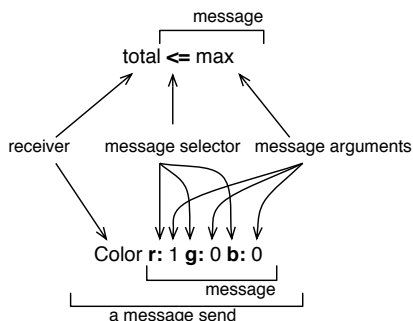 message
total <= max
receiver message selector message arguments
Color r: 1 g: 0 b: 0
message
a message send